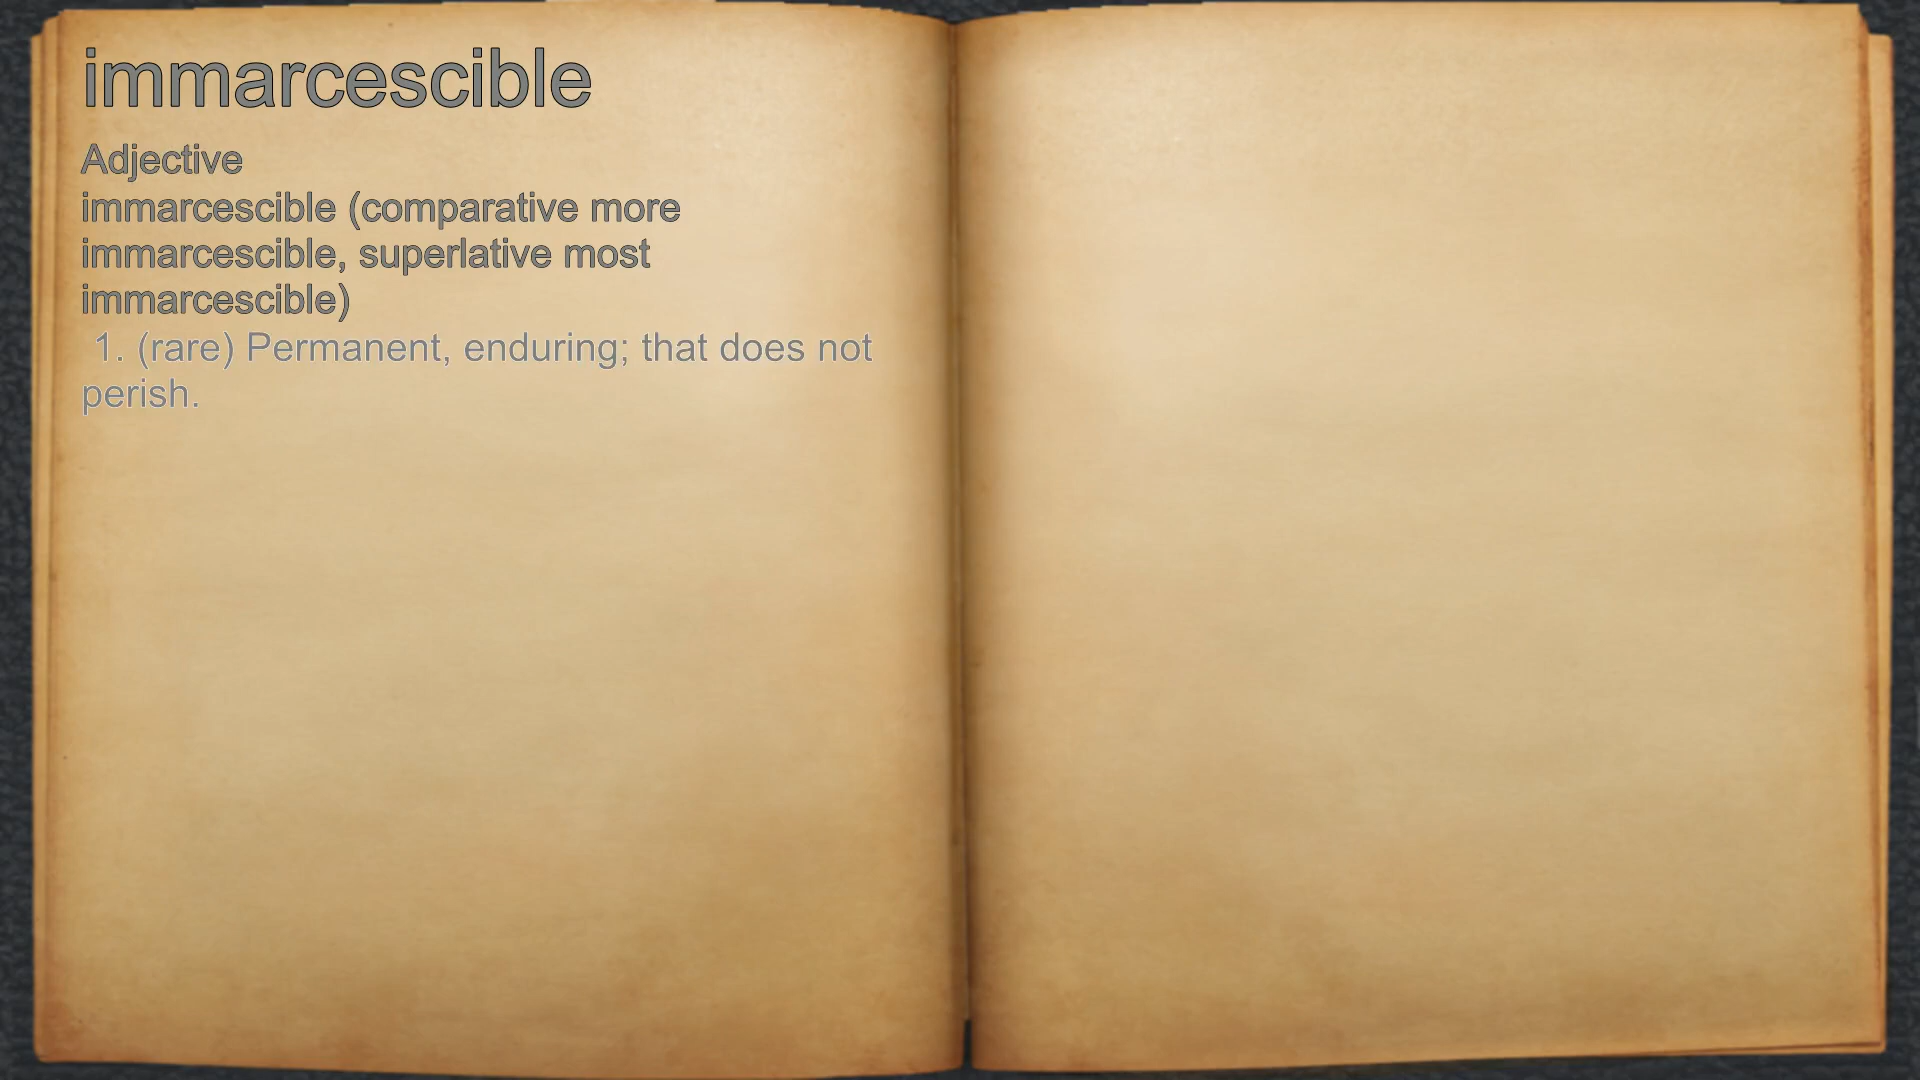 immarcescible
Adjective
immarcescible (comparative more
immarcescible, superlative most
immarcescible)
1. (rare) Permanent, enduring; that does not
perish.